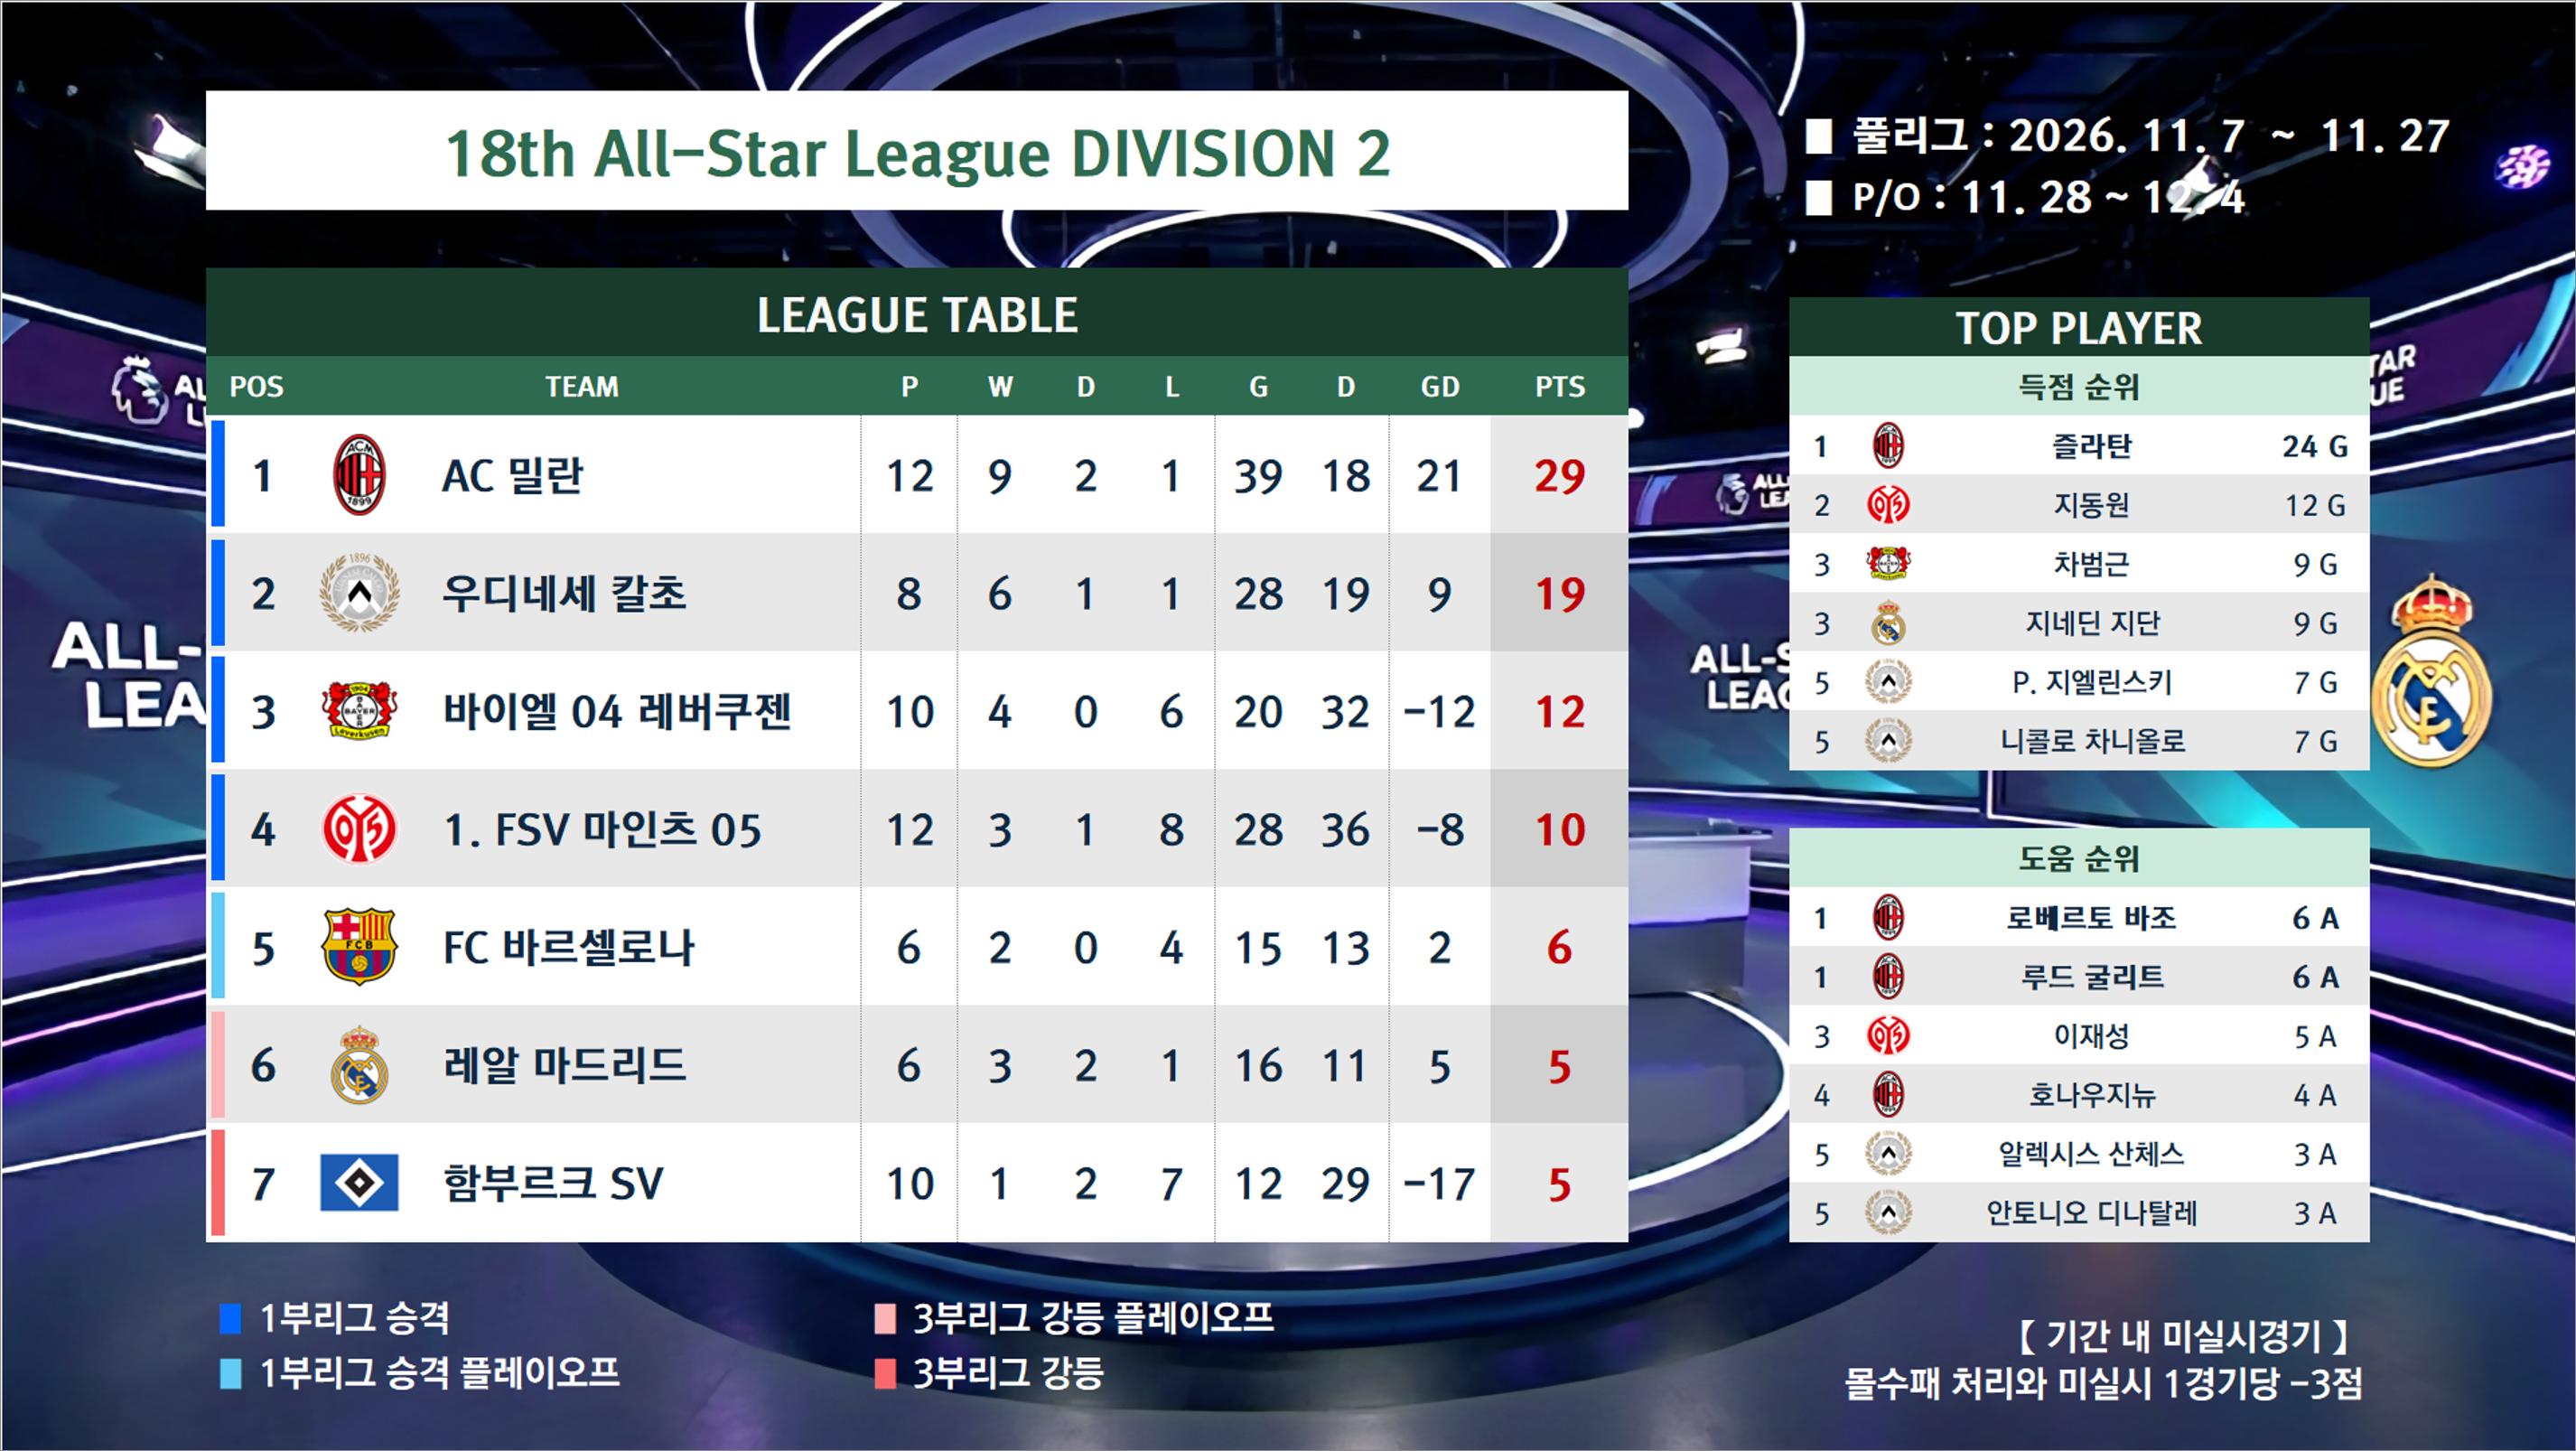 18th All-Star League DIVISION 2
■ 풀리그 : 2026. 11. 7 ~ 11. 27
■ P/O : 11. 28 ~ 12. 4
LEAGUE TABLE
POS TEAM P W D L G D GD PTS
1 AC 밀란 12 9 2 1 39 18 21 29
2 우디네세 칼초 8 6 1 1 28 19 9 19
3 바이엘 04 레버쿠젠 10 4 0 6 20 32 -12 12
4 1. FSV 마인츠 05 12 3 1 8 28 36 -8 10
5 FC 바르셀로나 6 2 0 4 15 13 2 6
6 레알 마드리드 6 3 2 1 16 11 5 5
7 함부르크 SV 10 1 2 7 12 29 -17 5
TOP PLAYER
득점 순위
1 즐라탄 24 G
2 지동원 12 G
3 차범근 9 G
3 지네딘 지단 9 G
5 P. 지엘린스키 7 G
5 니콜로 차니올로 7 G
도움 순위
1 로베르토 바조 6 A
1 루드 굴리트 6 A
3 이재성 5 A
4 호나우지뉴 4 A
5 알렉시스 산체스 3 A
5 안토니오 디나탈레 3 A
1부리그 승격
1부리그 승격 플레이오프
3부리그 강등 플레이오프
3부리그 강등
【 기간 내 미실시경기 】
몰수패 처리와 미실시 1경기당 -3점